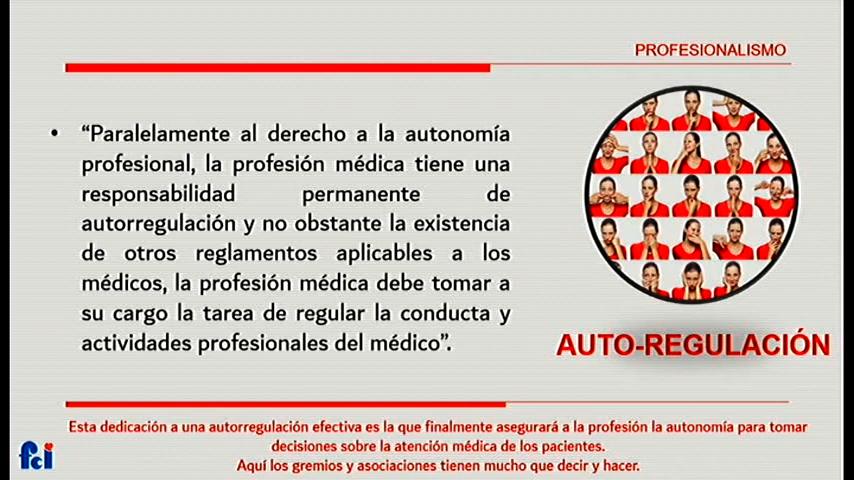 PROFESIONALISMO
• “Paralelamente al derecho a la autonomía
profesional, la profesión médica tiene una
responsabilidad permanente de
autorregulación y no obstante la existencia
de otros reglamentos aplicables a los
médicos, la profesión médica debe tomar a
su cargo la tarea de regular la conducta y
actividades profesionales del médico”.
AUTO-REGULACIÓN
Esta dedicación a una autorregulación efectiva es la que finalmente asegurará a la profesión la autonomía para tomar
decisiones sobre la atención médica de los pacientes.
Aquí los gremios y asociaciones tienen mucho que decir y hacer.
fci